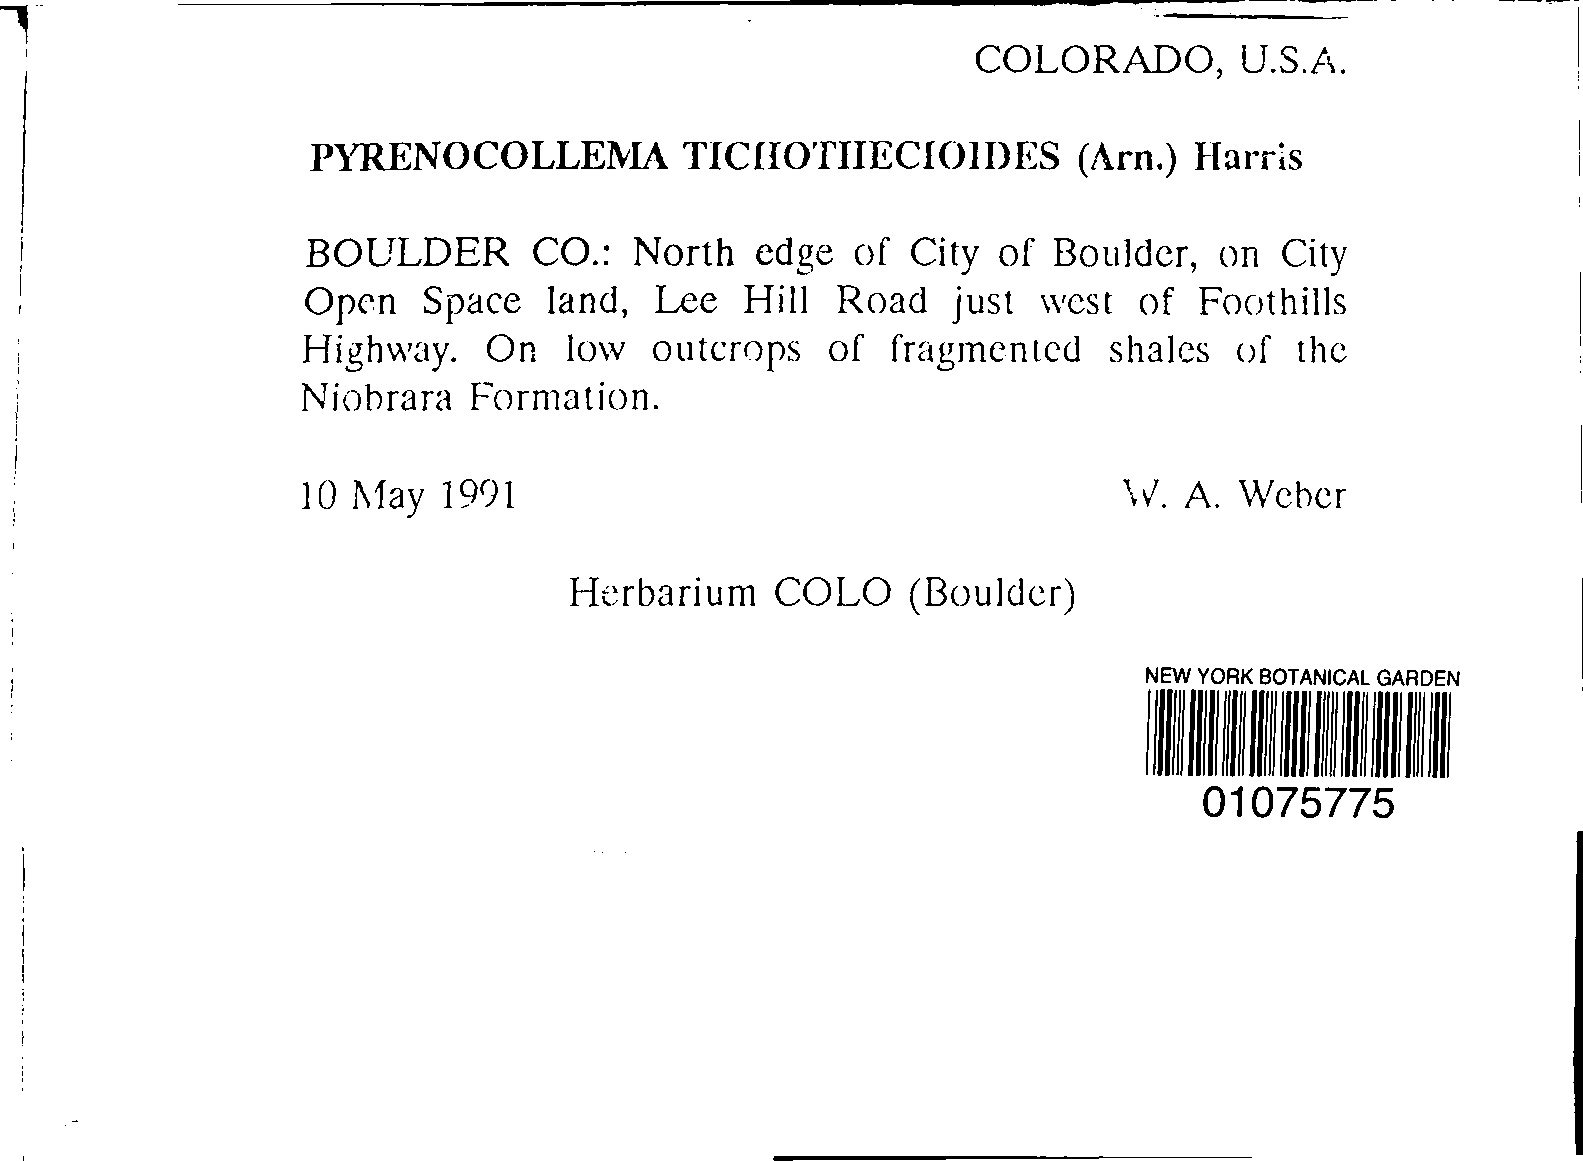 COLORADO, U.S.A.
PYRENOCOLLEMA TICHOTHECIOIDES (Arn.) Harris
BOULDER CO.: North edge of City of Boulder, on City
Open Space land, Lee Hill Road just west of Foothills
Highway. On low outcrops of fragmented shales of the
Niobrara Formation.
10 May 1991 W. A. Weber
Herbarium COLO (Boulder)
NEW YORK BOTANICAL GARDEN
01075775